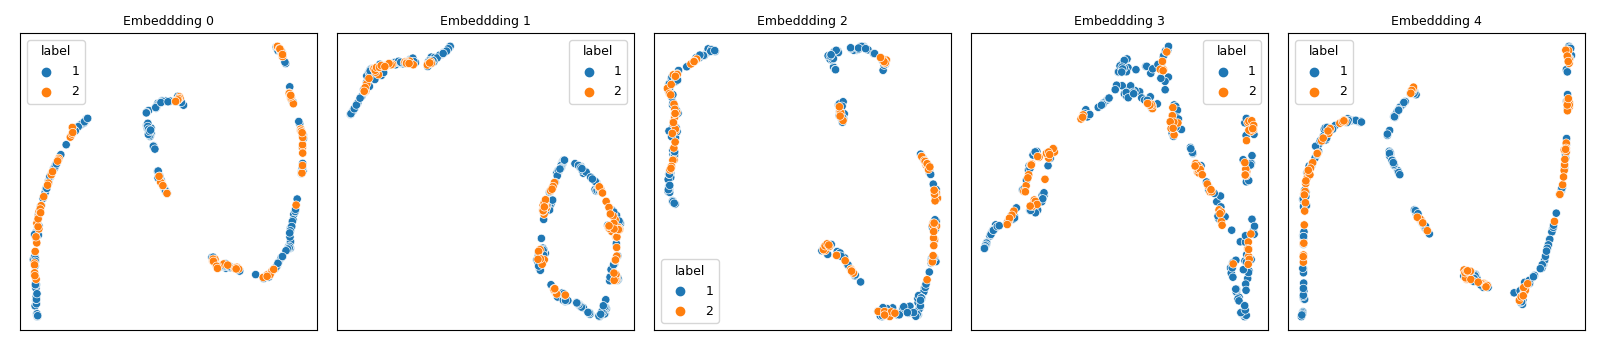 Embeddding 0
label
1
2
Embeddding 1
label
1
2
Embeddding 2
label
1
2
Embeddding 3
label
1
2
Embeddding 4
label
1
2